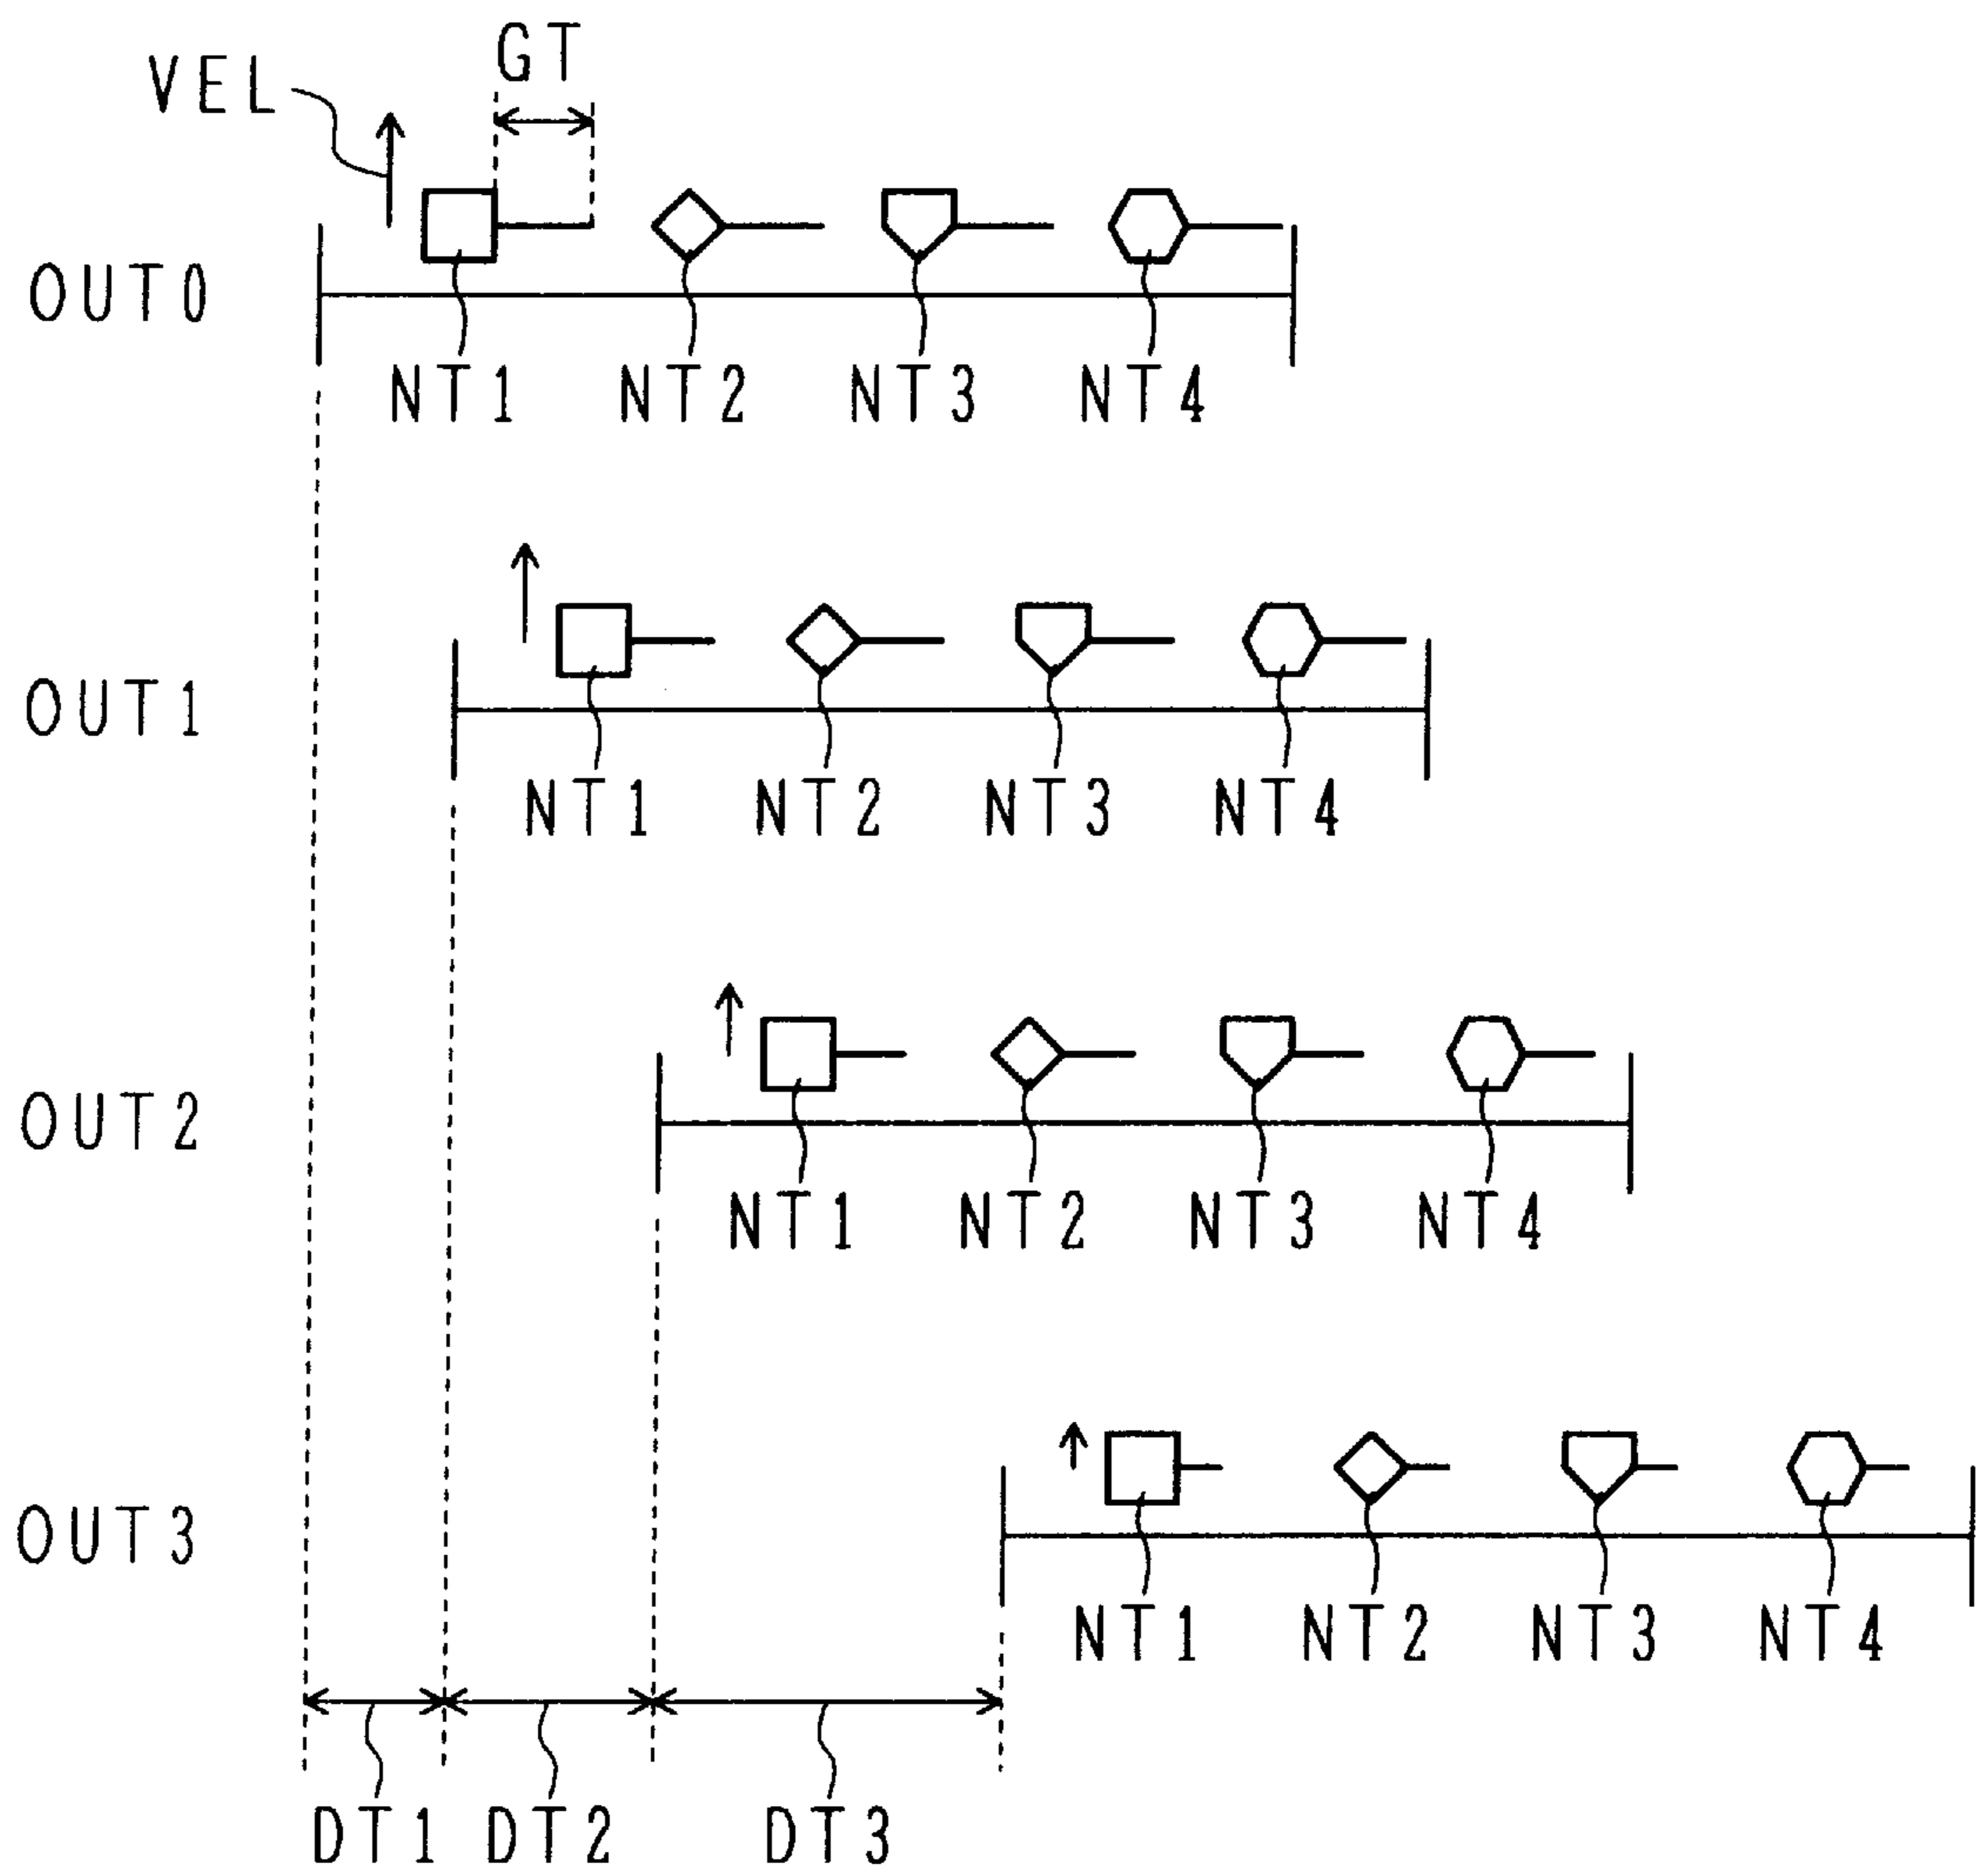 GT
VEL
OUT0
NT1 NT2 NT3 NT4
OUT1
NT1 NT2 NT3 NT4
OUT2
NT1 NT2 NT3 NT4
OUT3
NT1 NT2 NT3 NT4
DT1 DT2 DT3